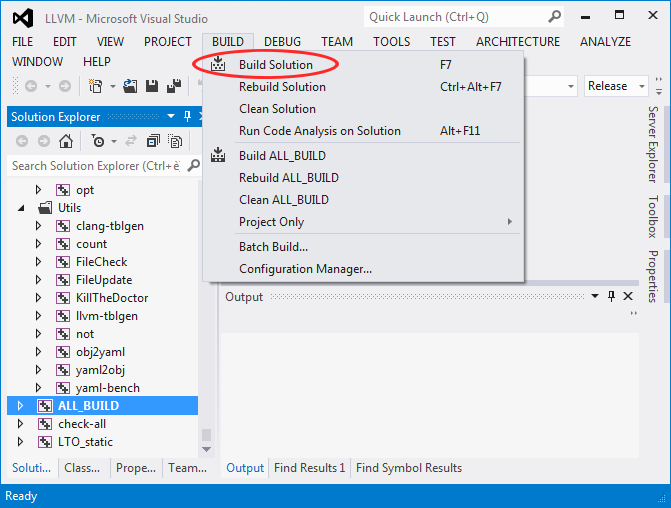 LLVM - Microsoft Visual Studio
Quick Launch (Ctrl+Q)
FILE EDIT VIEW PROJECT BUILD DEBUG TEAM TOOLS TEST ARCHITECTURE ANALYZE
WINDOW HELP
Build Solution F7
Rebuild Solution Ctrl+Alt+F7
Clean Solution
Run Code Analysis on Solution Alt+F11
Build ALL_BUILD
Rebuild ALL_BUILD
Clean ALL_BUILD
Project Only
Batch Build...
Configuration Manager...
Release
Solution Explorer
Search Solution Explorer (Ctrl+è)
opt
Utils
clang-tblgen
count
FileCheck
FileUpdate
KillTheDoctor
llvm-tblgen
not
obj2yaml
yaml2obj
yaml-bench
ALL_BUILD
check-all
LTO_static
Soluti... Class... Prope... Team...
Output
Output Find Results 1 Find Symbol Results
Server Explorer
Toolbox
Properties
Ready